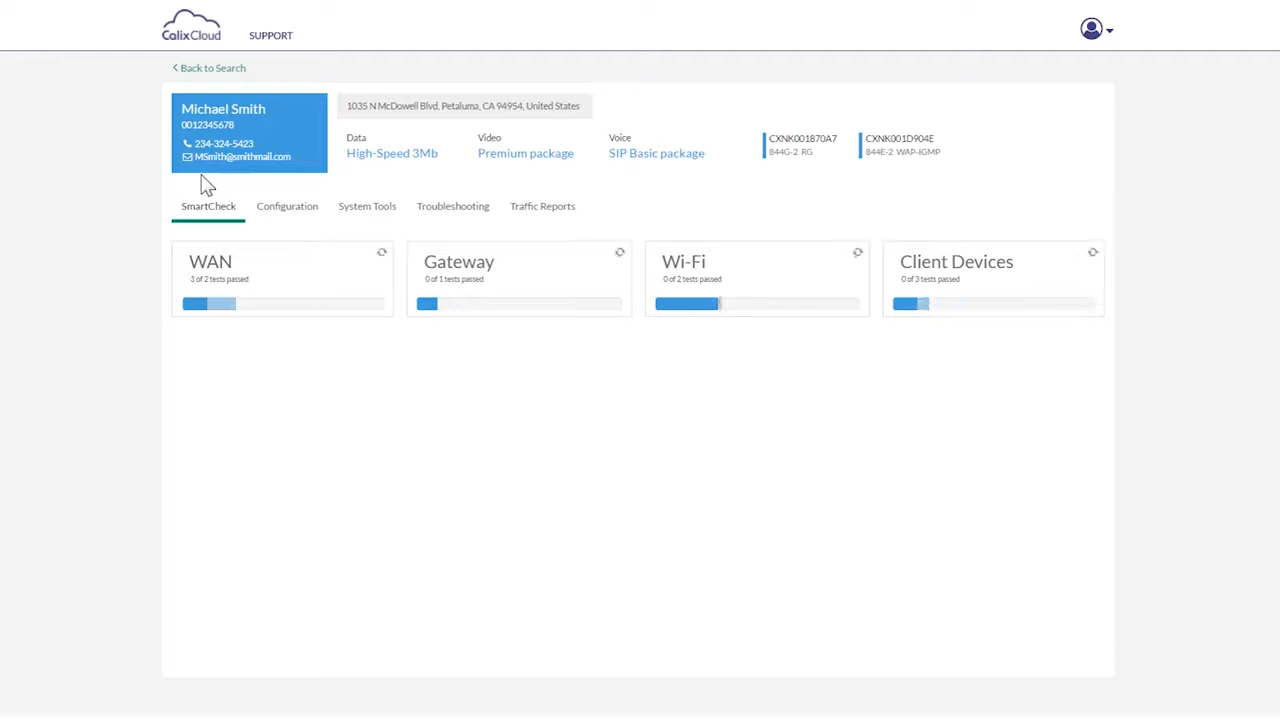 CalixCloud SUPPORT
Back to Search
Michael Smith
0012345678
234-324-5423
MSmith@smithmail.com
1035 N McDowell Blvd, Petaluma, CA 94954, United States
Data Video Voice
High-Speed 3Mb Premium package SIP Basic package
CXNK001870A7 CXNK001D904E
844G-2 RG 844E-2 WAP-IGMP
SmartCheck Configuration System Tools Troubleshooting Traffic Reports
WAN Gateway Wi-Fi Client Devices
3 of 2 tests passed 0 of 1 tests passed 0 of 2 tests passed 0 of 3 tests passed